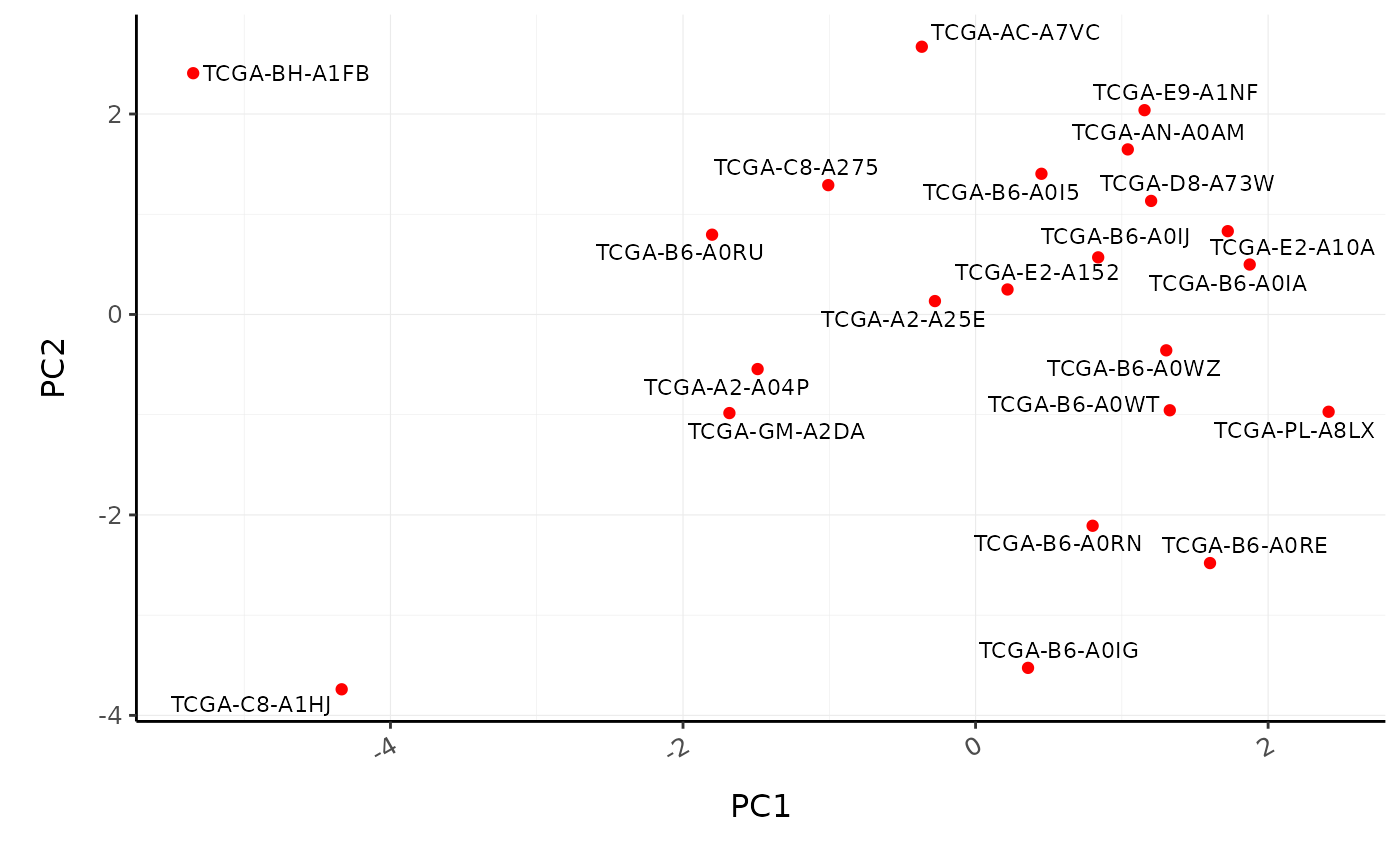 TCGA-AC-A7VC
TCGA-BH-A1FB
TCGA-E9-A1NF
2
TCGA-AN-A0AM
TCGA-C8-A275
TCGA-D8-A73W
TCGA-B6-A0I5
TCGA-B6-A0IJ
TCGA-E2-A10A
TCGA-B6-A0RU
TCGA-E2-A152
TCGA-B6-A0IA
0
TCGA-A2-A25E
PC2
TCGA-B6-A0WZ
TCGA-A2-A04P
TCGA-B6-A0WT
TCGA-GM-A2DA
TCGA-PL-A8LX
-2
TCGA-B6-A0RN
TCGA-B6-A0RE
TCGA-B6-A0IG
TCGA-C8-A1HJ
-4
-4
-2
0
2
PC1